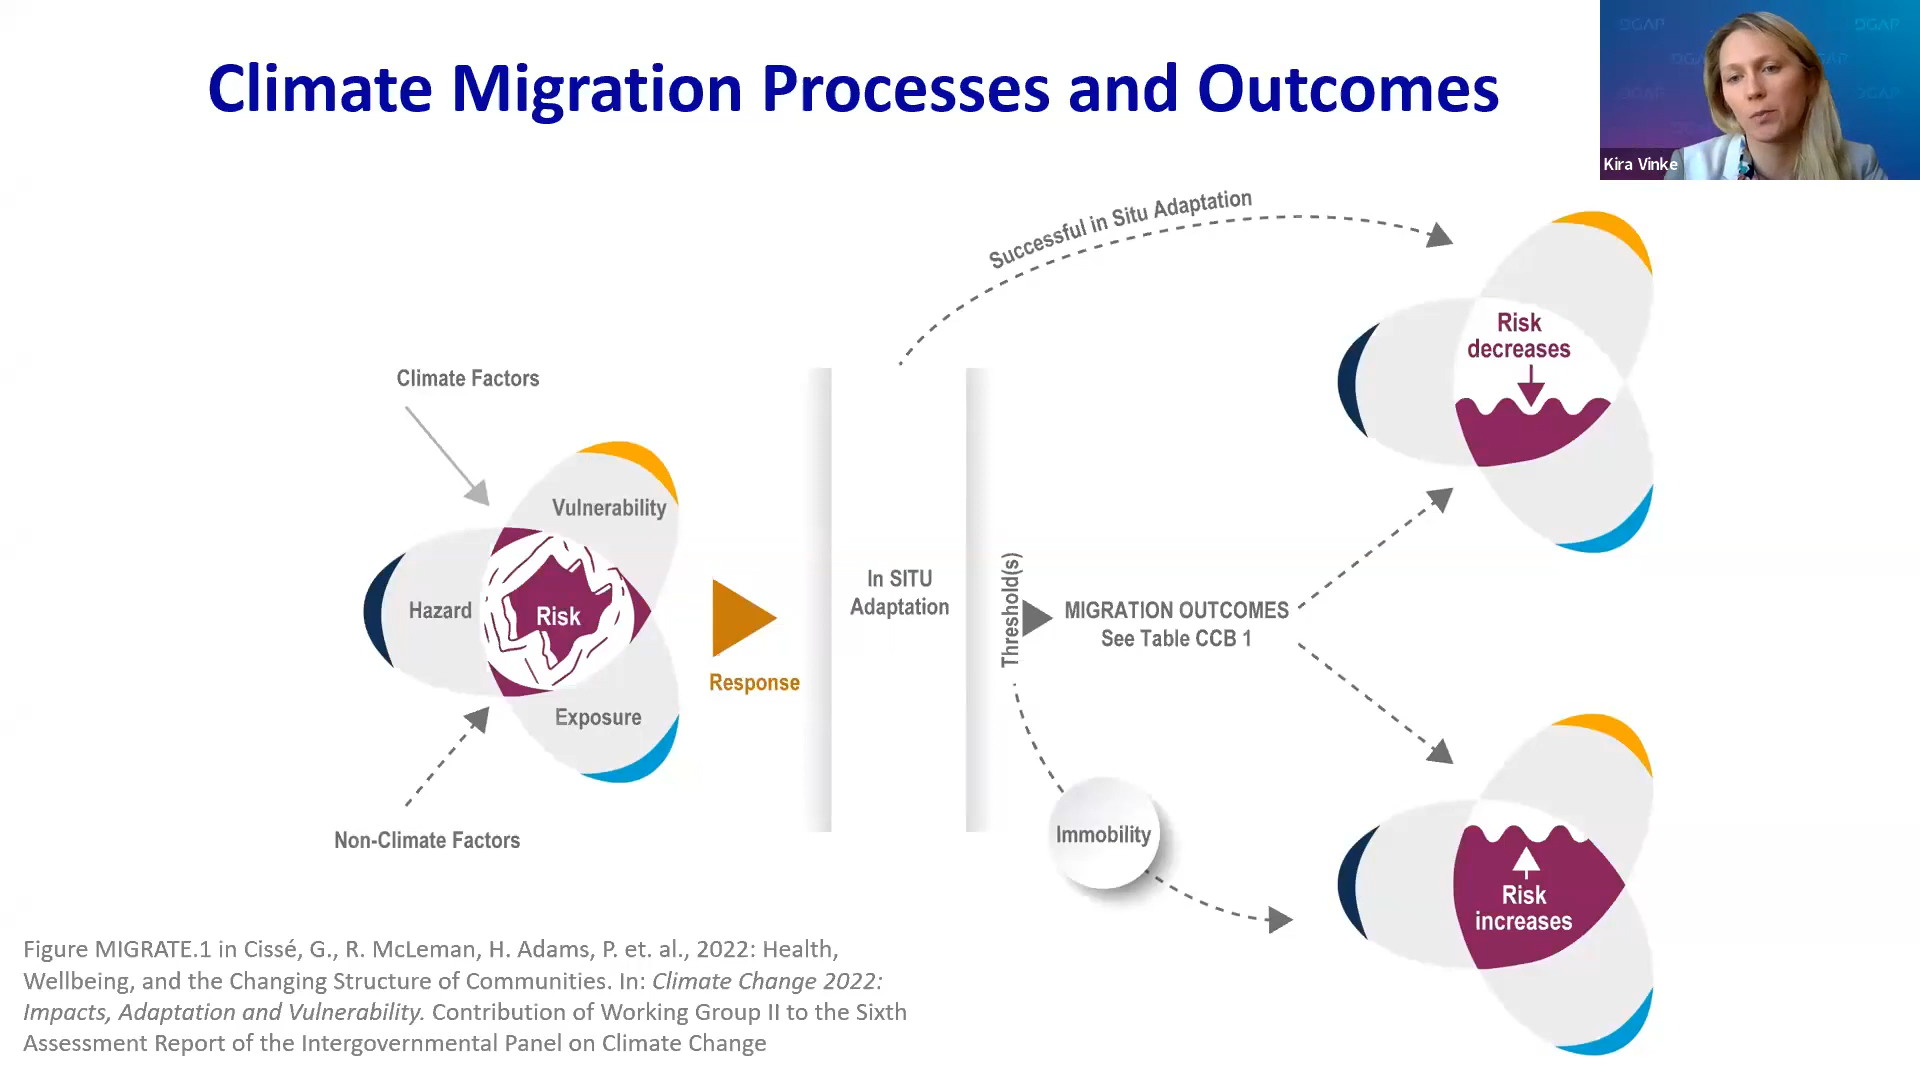 Climate Migration Processes and Outcomes
DGAP
DGAP
Kira Vinke
Successful in Situ Adaptation
Risk
decreases
Climate Factors
Vulnerability
Hazard
Risk
Exposure
Non-Climate Factors
Response
In SITU
Adaptation
Threshold(s)
MIGRATION OUTCOMES
See Table CCB 1
Immobility
Risk
increases
Figure MIGRATE.1 in Cissé, G., R. McLeman, H. Adams, P. et. al., 2022: Health,
Wellbeing, and the Changing Structure of Communities. In: Climate Change 2022:
Impacts, Adaptation and Vulnerability. Contribution of Working Group II to the Sixth
Assessment Report of the Intergovernmental Panel on Climate Change